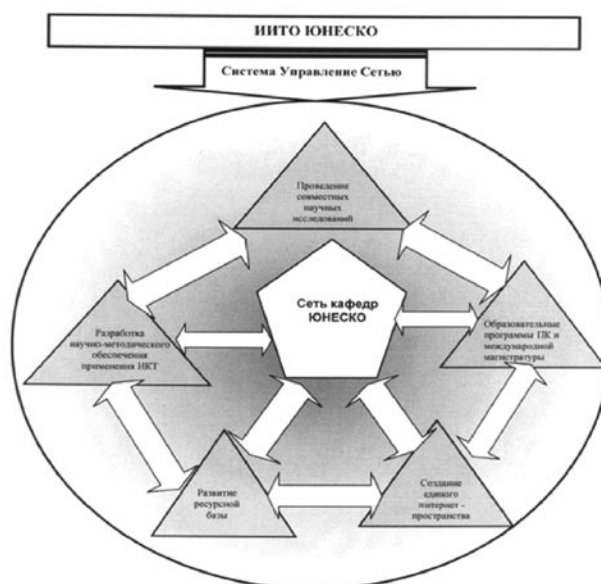 ИИТО ЮНЕСКО
Система Управление Сетью
Проведение
совместных
научных
исследований
Сеть кафедр
ЮНЕСКО
Разработка
научно-методического
обеспечения
применения ИКТ
Образовательные
программы ПК и
международной
магистратуры
Развитие
ресурсной
базы
Создание
единого
интернет -
пространства